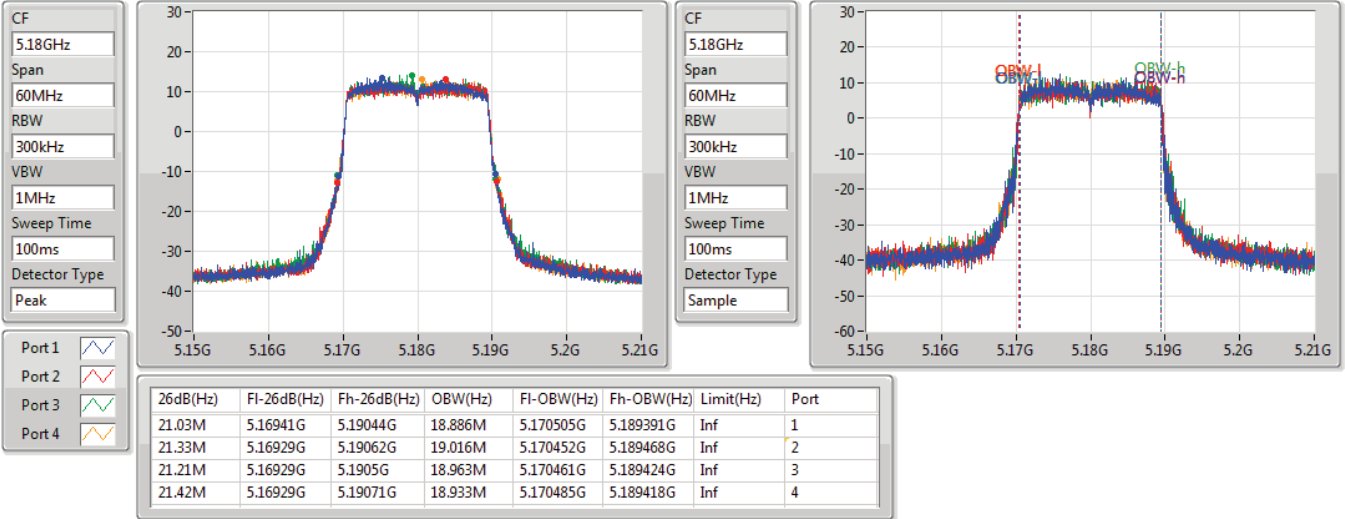 CF
5.18GHz
Span
60MHz
RBW
300kHz
VBW
1MHz
Sweep Time
100ms
Detector Type
Peak
30
20
10
0
-10
-20
-30
-40
-50
5.15G 5.16G 5.17G 5.18G 5.19G 5.2G 5.21G
CF
5.18GHz
Span
60MHz
RBW
300kHz
VBW
1MHz
Sweep Time
100ms
Detector Type
Sample
30
20
10
0
-10
-20
-30
-40
-50
-60
OBW-l
OBW-l
OBW-h
OBW-h
5.15G 5.16G 5.17G 5.18G 5.19G 5.2G 5.21G
Port 1
Port 2
Port 3
Port 4
26dB(Hz) Fl-26dB(Hz) Fh-26dB(Hz) OBW(Hz) Fl-OBW(Hz) Fh-OBW(Hz) Limit(Hz) Port
21.03M 5.16941G 5.19044G 18.886M 5.170505G 5.189391G Inf 1
21.33M 5.16929G 5.19062G 19.016M 5.170452G 5.189468G Inf 2
21.21M 5.16929G 5.1905G 18.963M 5.170461G 5.189424G Inf 3
21.42M 5.16929G 5.19071G 18.933M 5.170485G 5.189418G Inf 4